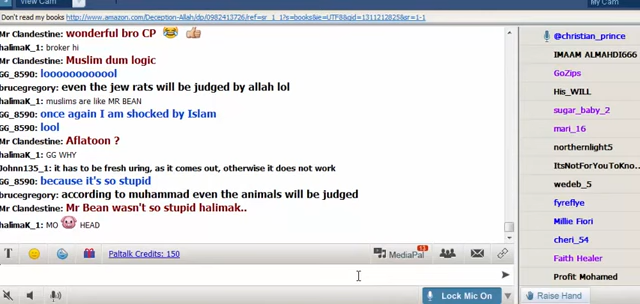 View Cam
My Cam
Don't read my books http://www.amazon.com/Deception-Allah/dp/0982413726/ref=sr_1_1?s=books&ie=UTF8&qid=1311212825&sr=1-1
Mr Clandestine: wonderful bro CP
halimaK_1: broker hi
Mr Clandestine: Muslim dum logic
GG_8590: looooooooool
brucegregory: even the jew rats will be judged by allah lol
halimaK_1: muslims are like MR BEAN
GG_8590: once again I am shocked by Islam
GG_8590: lool
Mr Clandestine: Aflatoon ?
halimaK_1: GG WHY
Johnn135_1: it has to be fresh uring, as it comes out, otherwise it does not work
GG_8590: because it's so stupid
brucegregory: according to muhammad even the animals will be judged
Mr Clandestine: Mr Bean wasn't so stupid halimak..
halimaK_1: MO HEAD
@christian_prince
IMAAM ALMAHDI666
GoZips
His_WILL
sugar_baby_2
mari_16
northernlight5
ItsNotForYouToKno...
wedeb_5
fyreflye
Millie Fiori
cheri_54
Faith Healer
Profit Mohamed
T
Paltalk Credits: 150
13
MediaPal
Lock Mic On
Raise Hand